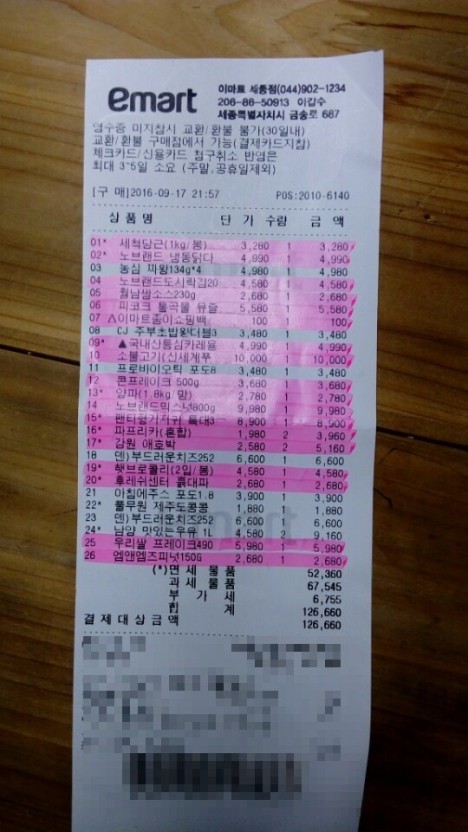 emart 이마트 세종점(044)902-1234
206-86-50913 이갑수
세종특별자치시 금송로 687
영수증 미지참시 교환/환불 불가(30일내)
교환/환불 구매점에서 가능(결제카드지참)
체크카드/신용카드 청구취소 반영은
최대 3~5일 소요 (주말,공휴일제외)
[구 매]2016-09-17 21:57 POS:2010-6140
상품명 단 가 수량 금 액
01* 세척당근(1kg/봉) 3,280 1 3,280
02* 노브랜드 냉동닭다 4,990 1 4,990
03 농심 짜왕134g*4 4,980 1 4,980
04 노브랜드도시락김20 4,580 1 4,580
05 월남쌈소스230g 2,680 1 2,680
06 피코크 통곡물 유즐 5,580 1 5,580
07 △이마트종이쇼핑백 100 1 100
08 CJ 주부초밥왕더블3 3,480 1 3,480
09* ▲국내산등심카레용 4,990 1 4,990
10 소불고기(신세계푸 10,000 1 10,000
11 프로바이오틱 포도8 3,480 1 3,480
12 콘프레이크 500g 3,680 1 3,680
13* 양파(1.8kg 망) 2,780 1 2,780
14 노브랜드믹스넛800g 9,980 1 9,980
15* 특대3 8,900 1 8,900
16* 파프리카(혼합) 1,980 2 3,960
17* 강원 애호박 2,580 2 5,160
18 덴)부드러운치즈252 6,600 1 6,600
19* 햇브로콜리(2입/봉) 4,580 1 4,580
20* 후레쉬센터 흙대파 2,680 1 2,680
21 아침에주스 포도1.8 3,900 1 3,900
22* 풀무원 제주도콩콩 1,880 1 1,880
23 덴)부드러운치즈252 6,600 1 6,600
24* 남양 맛있는우유 1L 4,580 2 9,160
25 우리쌀 프레이크490 5,980 1 5,980
26 엠앤엠즈피넛150G 2,680 1 2,680
(*)면 세 물 품 52,360
과 세 물 품 67,545
부 가 세 6,755
합 계 126,660
결 제 대 상 금 액 126,660